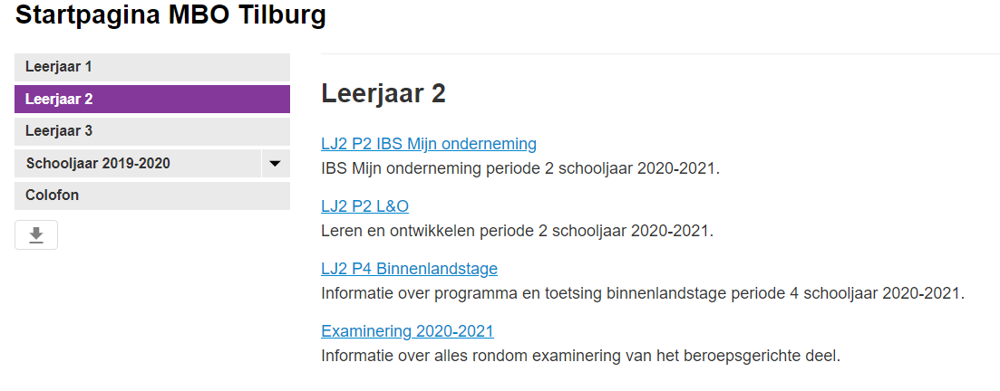 Startpagina MBO Tilburg
Leerjaar 1
Leerjaar 2
Leerjaar 3
Schooljaar 2019-2020
Colofon
Leerjaar 2
LJ2 P2 IBS Mijn onderneming
IBS Mijn onderneming periode 2 schooljaar 2020-2021.
LJ2 P2 L&O
Leren en ontwikkelen periode 2 schooljaar 2020-2021.
LJ2 P4 Binnenlandstage
Informatie over programma en toetsing binnenlandstage periode 4 schooljaar 2020-2021.
Examinering 2020-2021
Informatie over alles rondom examinering van het beroepsgerichte deel.